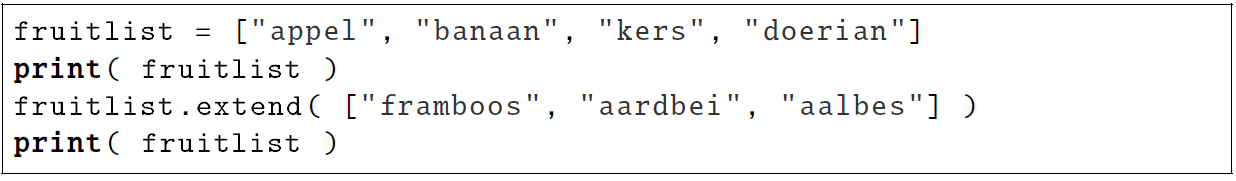 fruitlist = ["appel", "banaan", "kers", "doerian"]
print( fruitlist )
fruitlist.extend( ["framboos", "aardbei", "aalbes"] )
print( fruitlist )